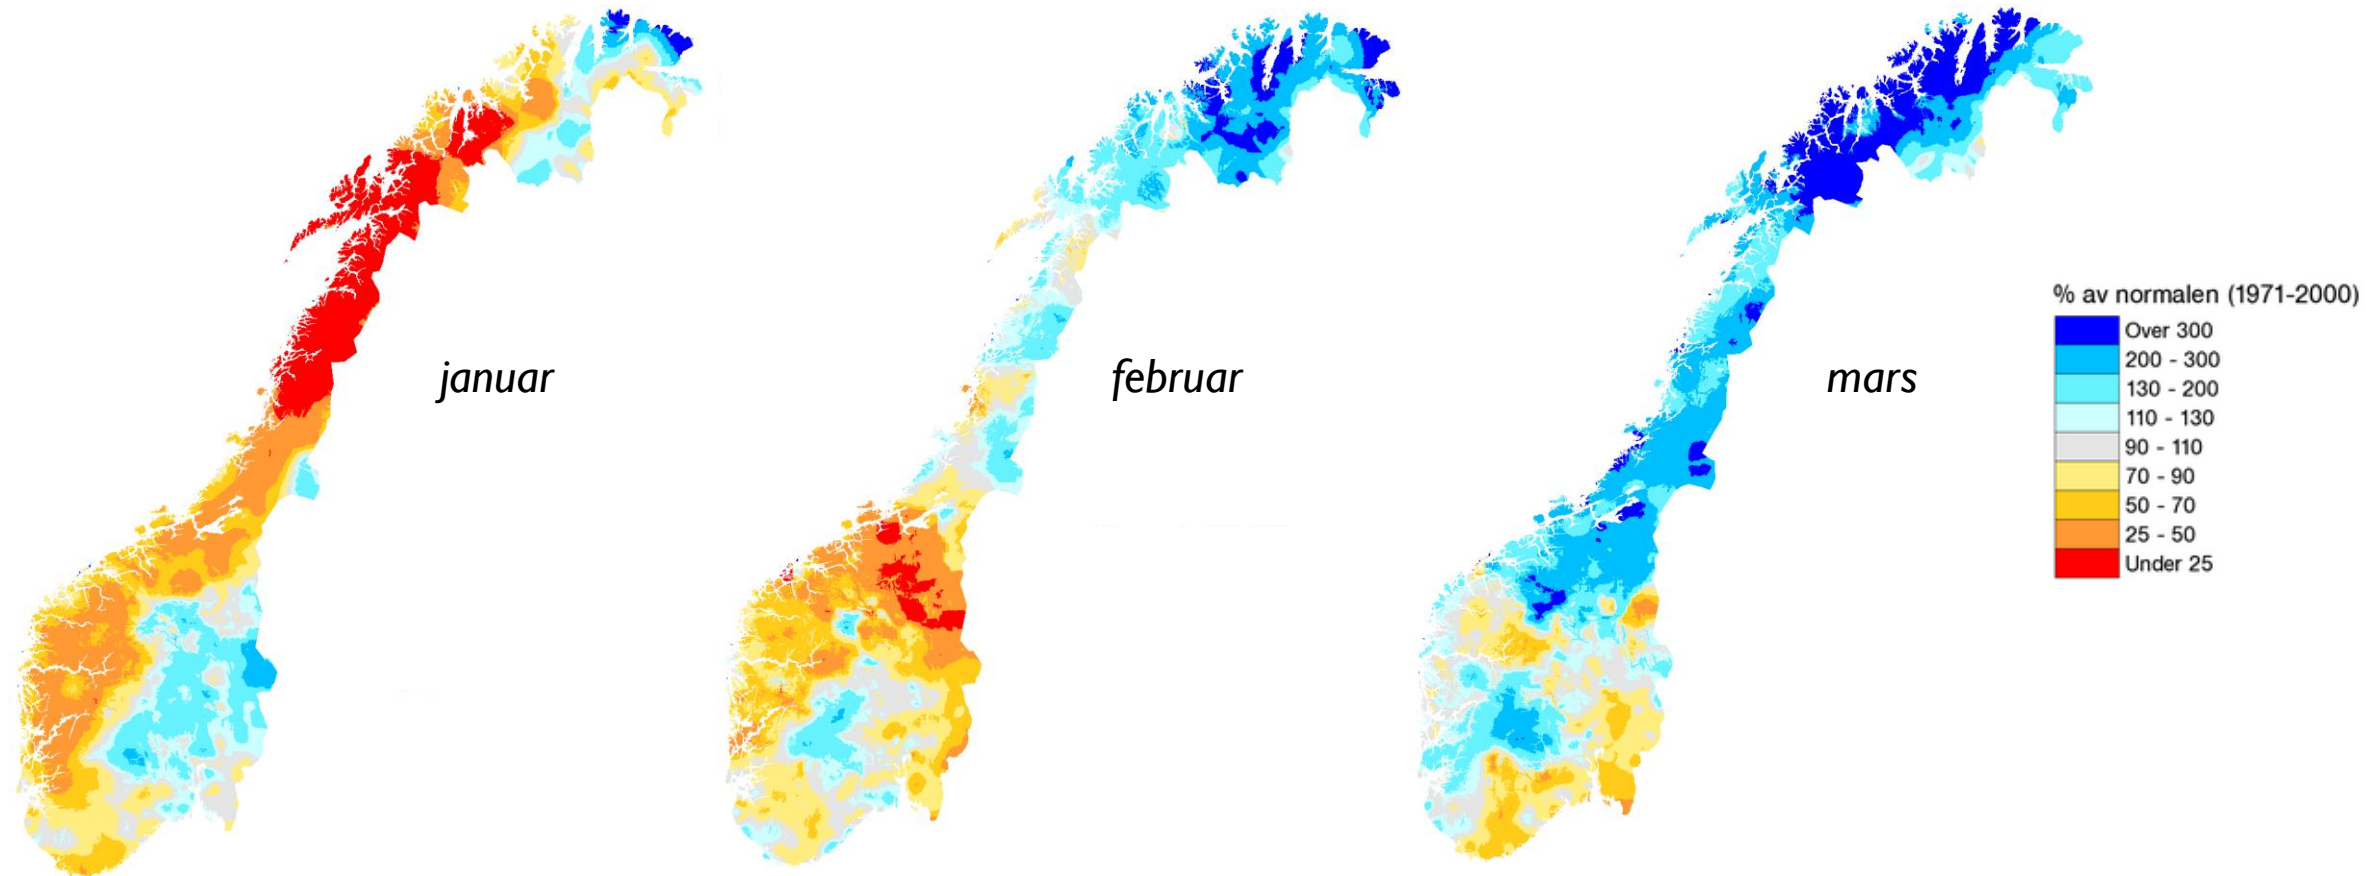 januar
februar
mars
% av normalen (1971-2000)
Over 300
200 - 300
130 - 200
110 - 130
90 - 110
70 - 90
50 - 70
25 - 50
Under 25